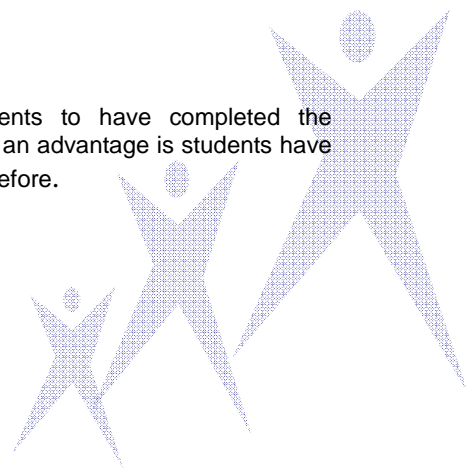 ents to have completed the
an advantage is students have
efore.